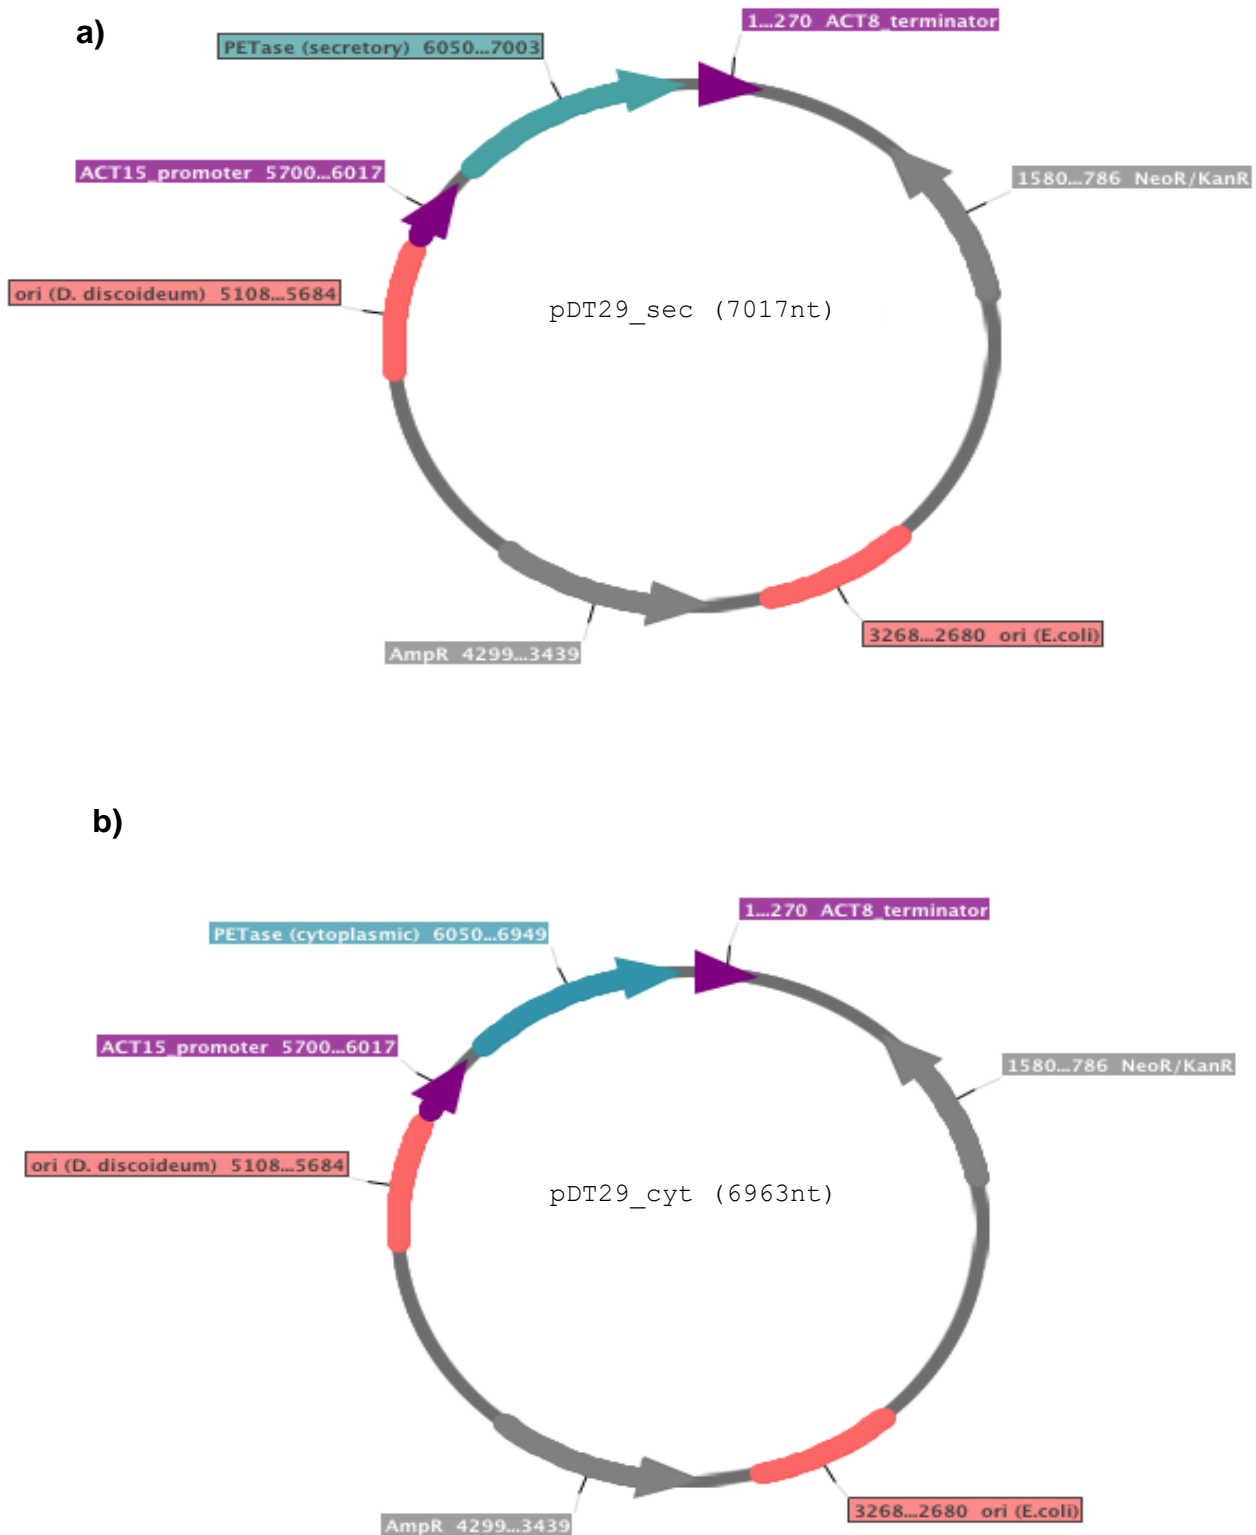 a)
1...270 ACT8_terminator
PETase (secretory) 6050...7003
ACT15_promoter 5700...6017
1580...786 NeoR/KanR
ori (D. discoideum) 5108...5684
pDT29_sec (7017nt)
3268...2680 ori (E.coli)
AmpR 4299...3439
b)
1...270 ACT8_terminator
PETase (cytoplasmic) 6050...6949
ACT15_promoter 5700...6017
1580...786 NeoR/KanR
ori (D. discoideum) 5108...5684
pDT29_cyt (6963nt)
3268...2680 ori (E.coli)
AmpR 4299...3439